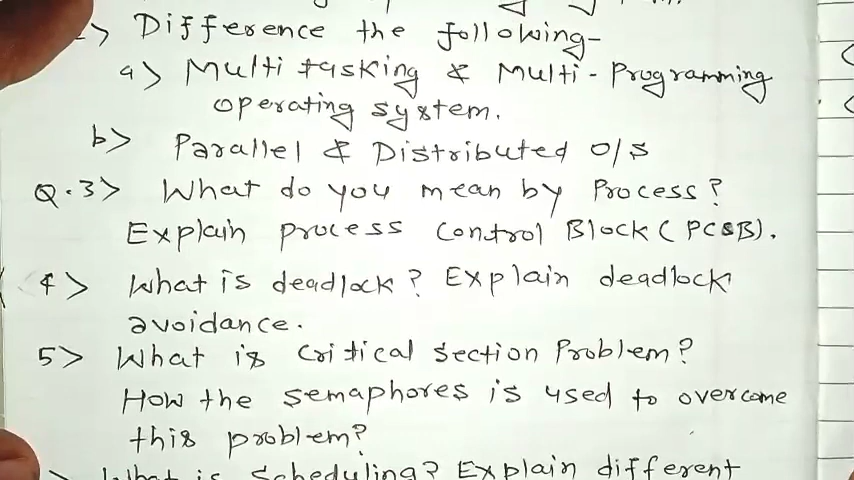 > Difference the following-
a> Multi tasking & Multi-Programming
operating system.
b> Parallel & Distributed O/S
Q.3> What do you mean by Process?
Explain process Control Block (PCB).
4> What is deadlock? Explain deadlock
avoidance.
5> What is Critical section Problem?
How the semaphores is used to overcome
this problem?
> What is Scheduling? Explain different